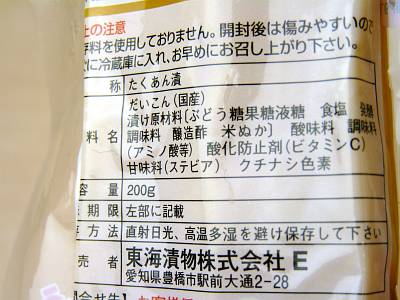 上の注意
存料を使用しておりません。開封後は傷みやすいので
に冷蔵庫に入れ、お早めにお召し上がり下さい。
称 たくあん漬
だいこん(国産)
漬け原材料[ぶどう糖果糖液糖 食塩 発酵
料名 調味料 醸造酢 米ぬか] 酸味料 調味料
(アミノ酸等) 酸化防止剤(ビタミンC)
甘味料(ステビア) クチナシ色素
容量 200g
期限 左部に記載
方法 直射日光、高温多湿を避け保存して下さい
売者 東海漬物株式会社 E
愛知県豊橋市駅前大通2-28